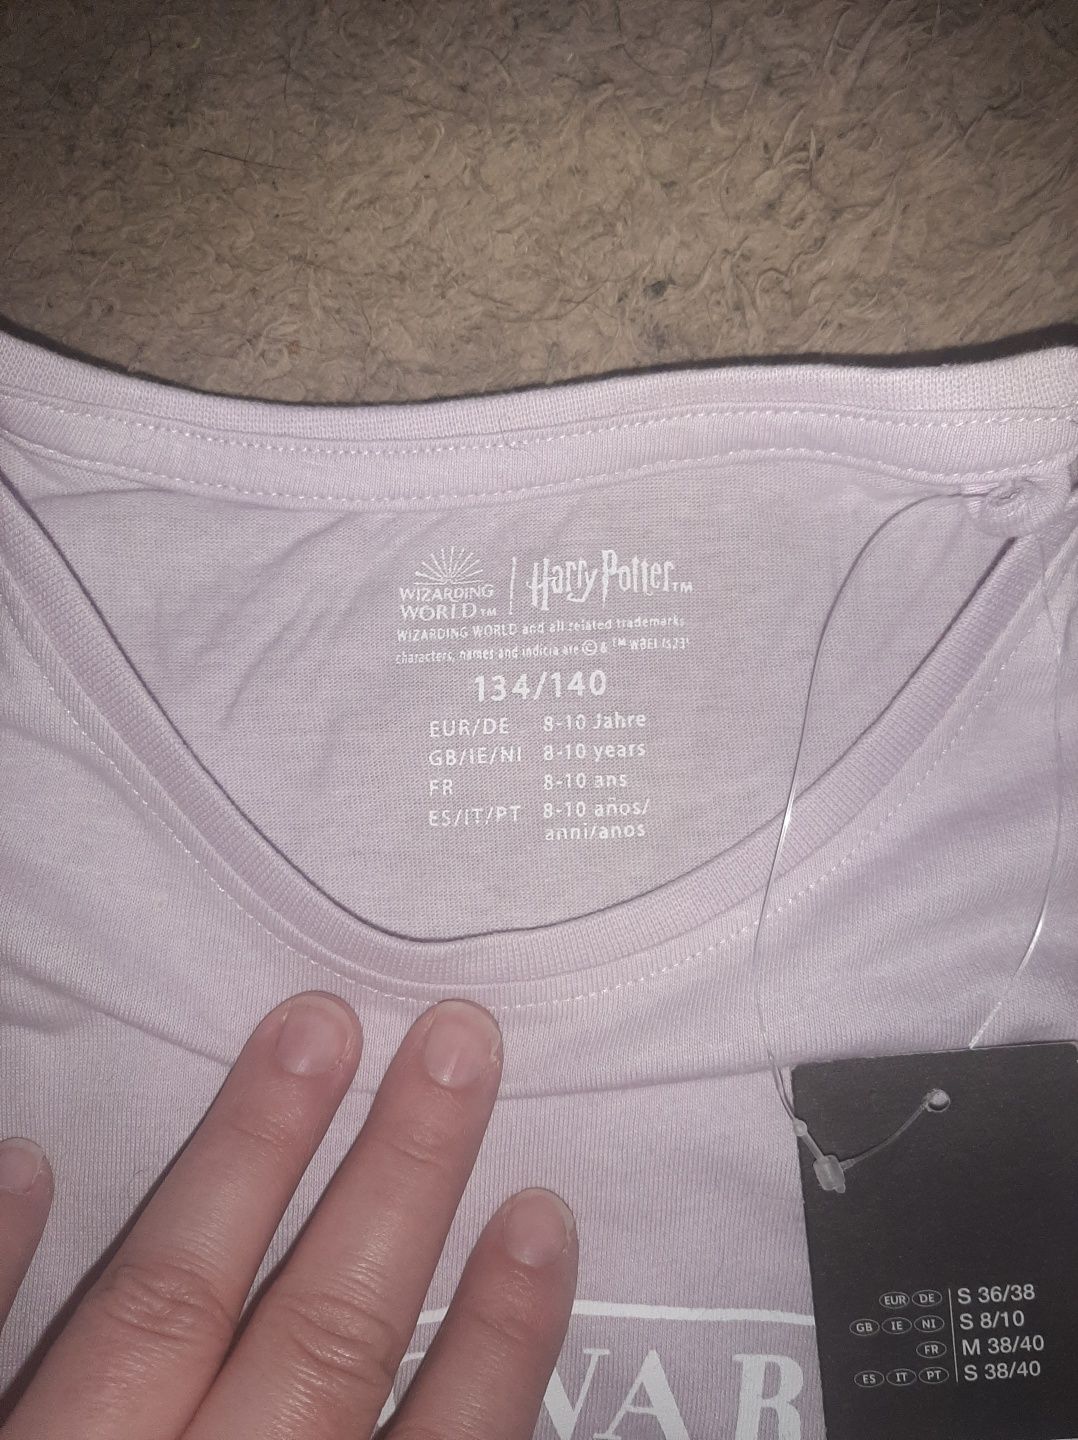 WIZARDING WORLD™ | Harry Potter™
WIZARDING WORLD and all related trademarks
characters, names and indicia are © & ™ WBEI (s23)
134/140
EUR/DE 8-10 Jahre
GB/IE/NI 8-10 years
FR 8-10 ans
ES/IT/PT 8-10 años/
anni/anos
EUR DE S 36/38
GB IE NI S 8/10
FR M 38/40
ES IT PT S 38/40